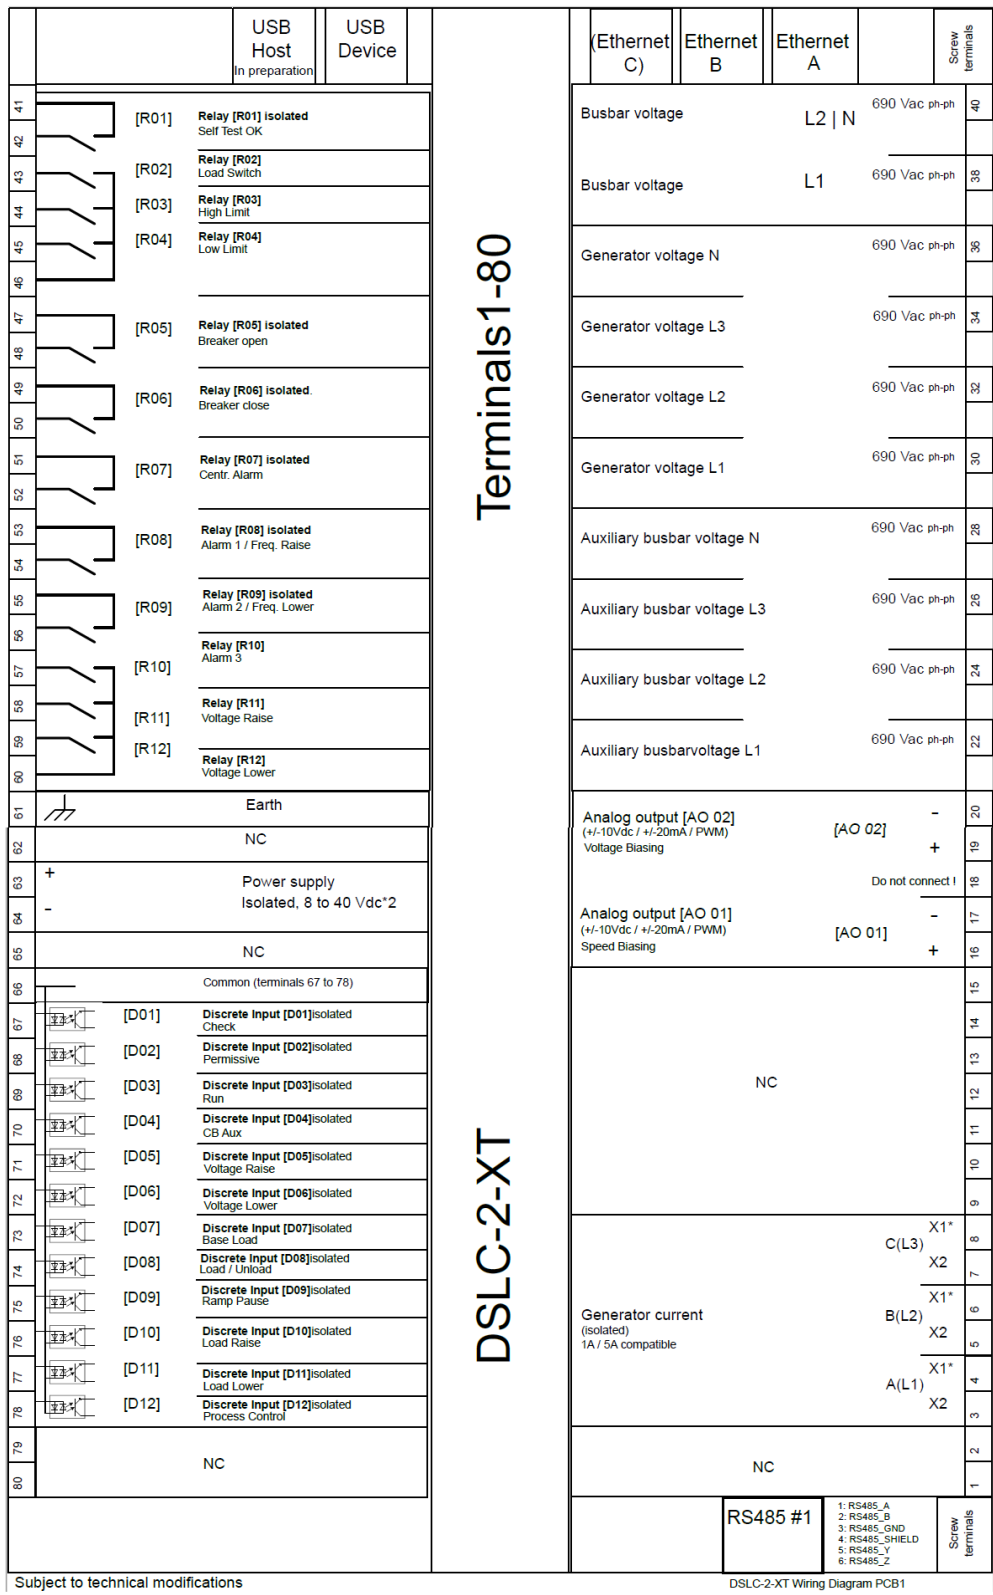 USB
Host
In preparation
USB
Device
(Ethernet
C)
Ethernet
B
Ethernet
A
Screw
terminals
41
42
[R01]
Relay [R01] isolated
Self Test OK
43
[R02]
Relay [R02]
Load Switch
44
[R03]
Relay [R03]
High Limit
45
46
[R04]
Relay [R04]
Low Limit
47
48
[R05]
Relay [R05] isolated
Breaker open
49
50
[R06]
Relay [R06] isolated.
Breaker close
51
52
[R07]
Relay [R07] isolated
Centr. Alarm
53
54
[R08]
Relay [R08] isolated
Alarm 1 / Freq. Raise
55
56
[R09]
Relay [R09] isolated
Alarm 2 / Freq. Lower
57
[R10]
Relay [R10]
Alarm 3
58
[R11]
Relay [R11]
Voltage Raise
59
60
[R12]
Relay [R12]
Voltage Lower
61
Earth
62
NC
63
+
64
-
Power supply
Isolated, 8 to 40 Vdc*2
65
NC
66
Common (terminals 67 to 78)
67
[D01]
Discrete Input [D01]isolated
Check
68
[D02]
Discrete Input [D02]isolated
Permissive
69
[D03]
Discrete Input [D03]isolated
Run
70
[D04]
Discrete Input [D04]isolated
CB Aux
71
[D05]
Discrete Input [D05]isolated
Voltage Raise
72
[D06]
Discrete Input [D06]isolated
Voltage Lower
73
[D07]
Discrete Input [D07]isolated
Base Load
74
[D08]
Discrete Input [D08]isolated
Load / Unload
75
[D09]
Discrete Input [D09]isolated
Ramp Pause
76
[D10]
Discrete Input [D10]isolated
Load Raise
77
[D11]
Discrete Input [D11]isolated
Load Lower
78
[D12]
Discrete Input [D12]isolated
Process Control
79
80
NC
Terminals1-80
DSLC-2-XT
Busbar voltage
L2 | N
690 Vac ph-ph
40
Busbar voltage
L1
690 Vac ph-ph
38
Generator voltage N
690 Vac ph-ph
36
Generator voltage L3
690 Vac ph-ph
34
Generator voltage L2
690 Vac ph-ph
32
Generator voltage L1
690 Vac ph-ph
30
Auxiliary busbar voltage N
690 Vac ph-ph
28
Auxiliary busbar voltage L3
690 Vac ph-ph
26
Auxiliary busbar voltage L2
690 Vac ph-ph
24
Auxiliary busbarvoltage L1
690 Vac ph-ph
22
Analog output [AO 02]
(+/-10Vdc / +/-20mA / PWM)
Voltage Biasing
[AO 02]
-
20
+
19
Do not connect !
18
Analog output [AO 01]
(+/-10Vdc / +/-20mA / PWM)
Speed Biasing
[AO 01]
-
17
+
16
15
14
13
NC
12
11
10
9
Generator current
(isolated)
1A / 5A compatible
C(L3)
X1*
8
X2
7
B(L2)
X1*
6
X2
5
A(L1)
X1*
4
X2
3
NC
2
1
RS485 #1
1: RS485_A
2: RS485_B
3: RS485_GND
4: RS485_SHIELD
5: RS485_Y
6: RS485_Z
Screw
terminals
Subject to technical modifications
DSLC-2-XT Wiring Diagram PCB1